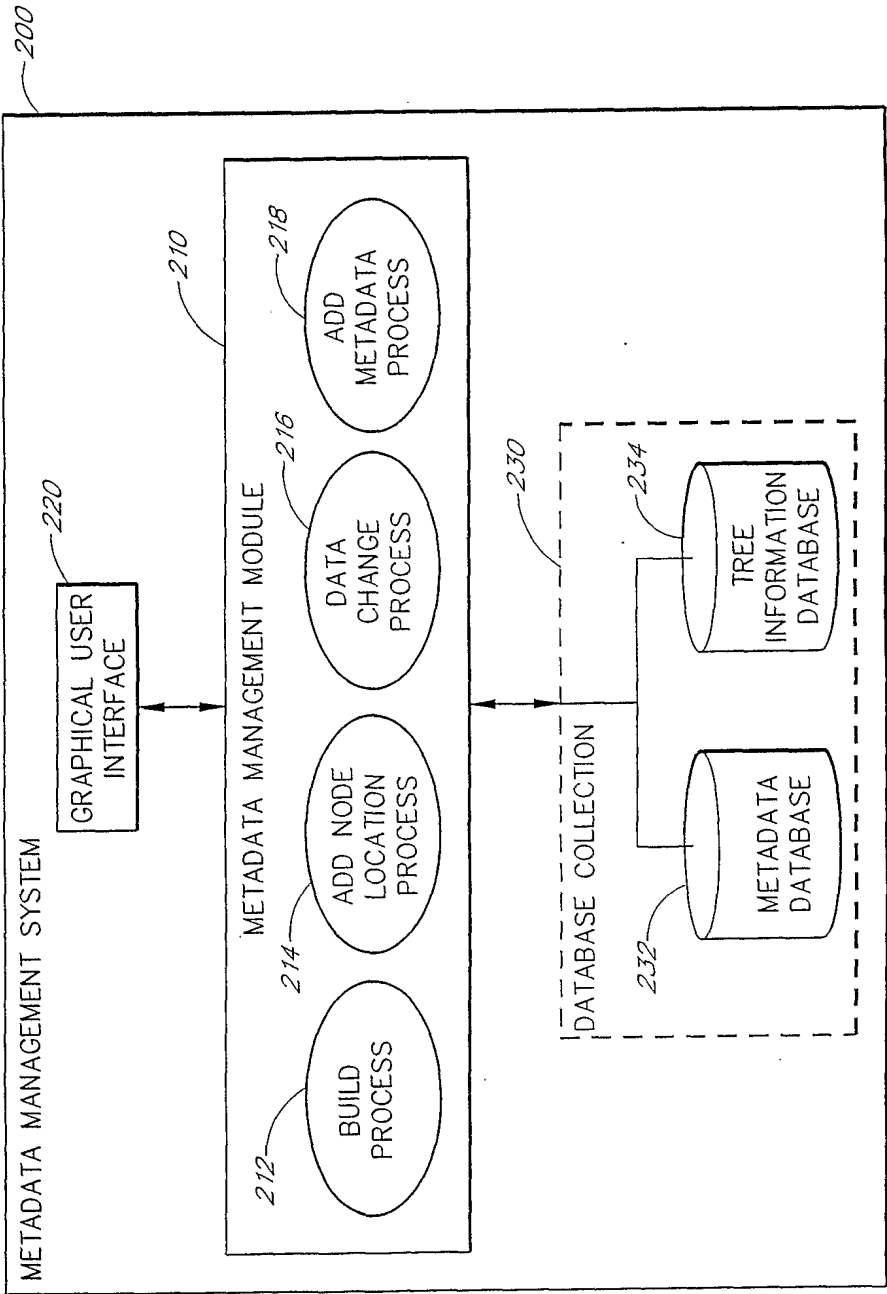 METADATA MANAGEMENT SYSTEM
200
GRAPHICAL USER
INTERFACE
220
METADATA MANAGEMENT MODULE
210
BUILD
PROCESS
212
ADD NODE
LOCATION
PROCESS
214
DATA
CHANGE
PROCESS
216
ADD
METADATA
PROCESS
218
DATABASE COLLECTION
230
METADATA
DATABASE
232
TREE
INFORMATION
DATABASE
234